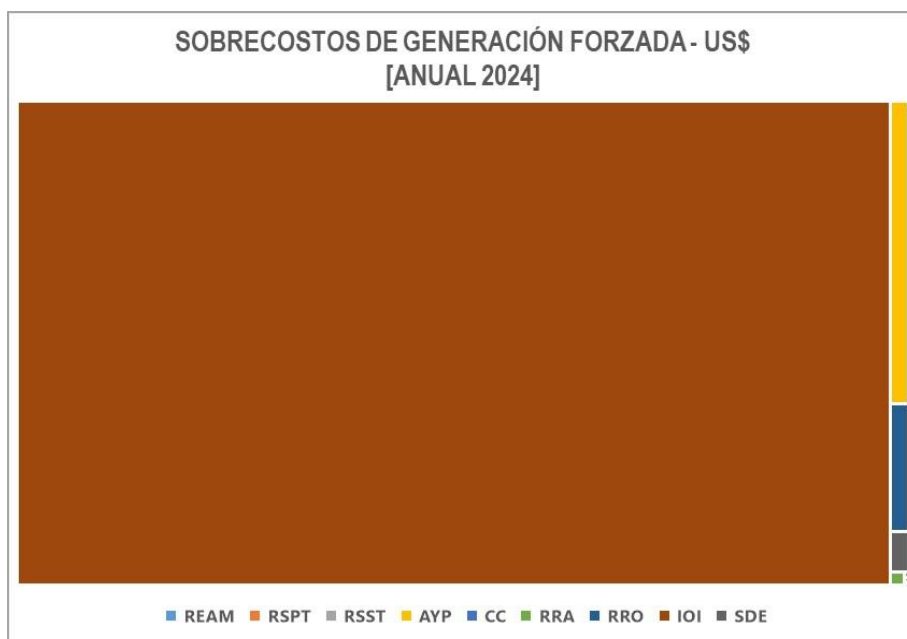 SOBRECOSTOS DE GENERACIÓN FORZADA - US$
[ANUAL 2024]
REAM RSPT RSST AYP CC RRA RRO IOI SDE